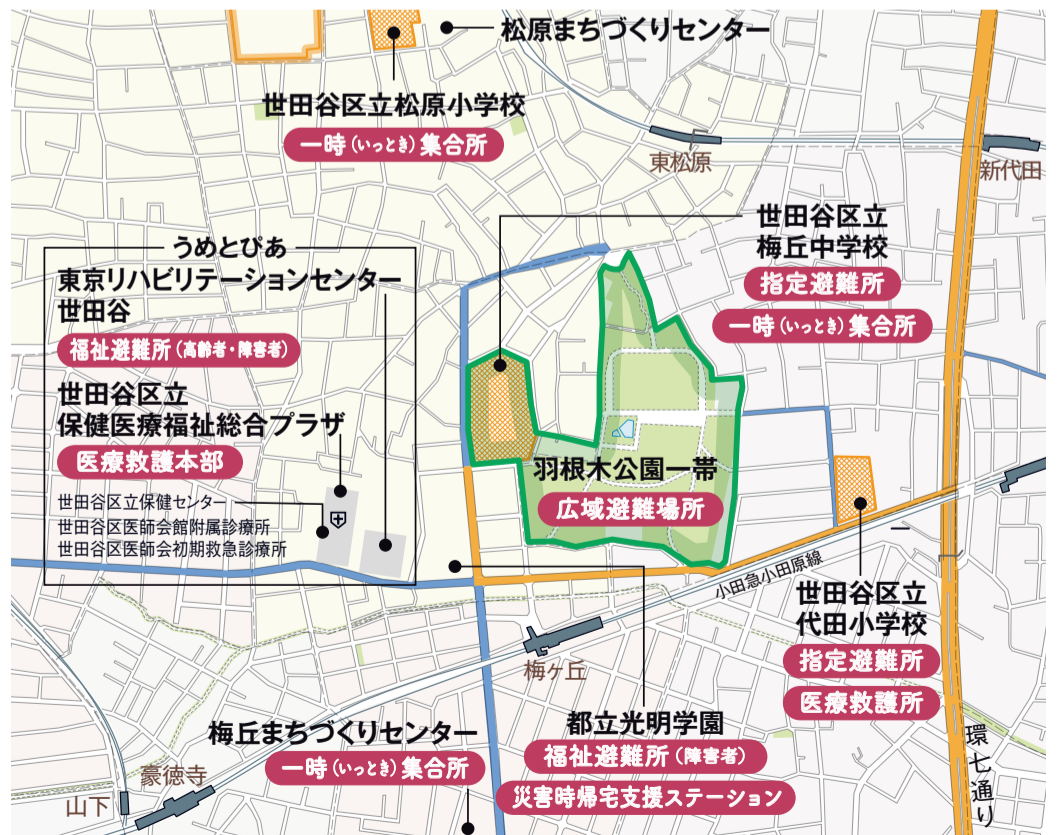 松原まちづくりセンター
世田谷区立松原小学校
一時(いっとき)集合所
東松原
新代田
世田谷区立
梅丘中学校
指定避難所
一時(いっとき)集合所
うめとぴあ
東京リハビリテーションセンター
世田谷
福祉避難所(高齢者・障害者)
世田谷区立
保健医療福祉総合プラザ
医療救護本部
世田谷区立保健センター
世田谷区医師会館附属診療所
世田谷区医師会初期救急診療所
羽根木公園一帯
広域避難場所
小田急小田原線
世田谷区立
代田小学校
指定避難所
医療救護所
梅ヶ丘
都立光明学園
福祉避難所(障害者)
災害時帰宅支援ステーション
梅丘まちづくりセンター
一時(いっとき)集合所
豪徳寺
山下
環七通り